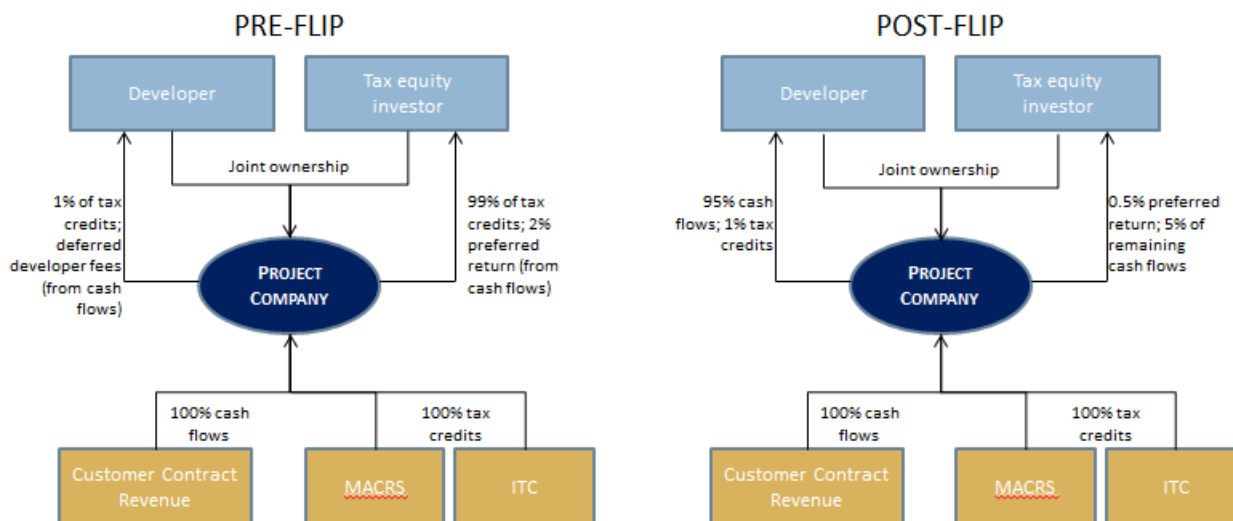 PRE-FLIP
Developer
Tax equity
investor
Joint ownership
1% of tax
credits;
deferred
developer fees
(from cash
flows)
99% of tax
credits; 2%
preferred
return (from
cash flows)
PROJECT
COMPANY
100% cash
flows
100% tax
credits
Customer Contract
Revenue
MACRS
ITC
POST-FLIP
Developer
Tax equity
investor
Joint ownership
95% cash
flows; 1% tax
credits
0.5% preferred
return; 5% of
remaining
cash flows
PROJECT
COMPANY
100% cash
flows
100% tax
credits
Customer Contract
Revenue
MACRS
ITC